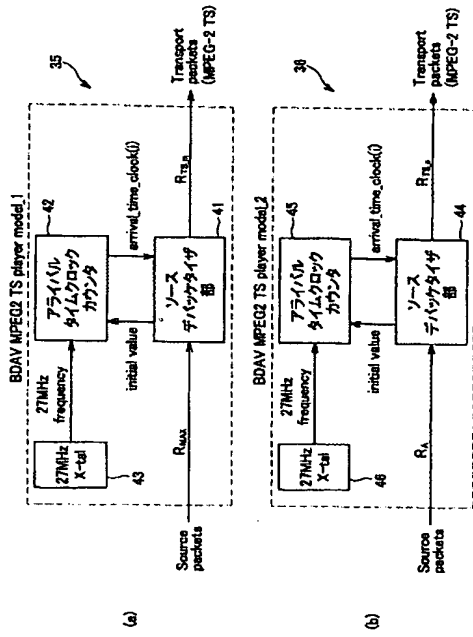 (a)
BDAV MPEG2 TS player model_1
35
27MHz
X-tal
43
27MHz
frequency
アライバル
タイムクロック
カウンタ
42
initial value
arrival_time_clock(i)
Source
packets
R_MAX
ソース
デパッケタイザ
部
41
R_TS_R
Transport
packets
(MPEG-2 TS)
(b)
BDAV MPEG2 TS player model_2
36
27MHz
X-tal
46
27MHz
frequency
アライバル
タイムクロック
カウンタ
45
initial value
arrival_time_clock(i)
Source
packets
R_A
ソース
デパッケタイザ
部
44
Transport
packets
(MPEG-2 TS)